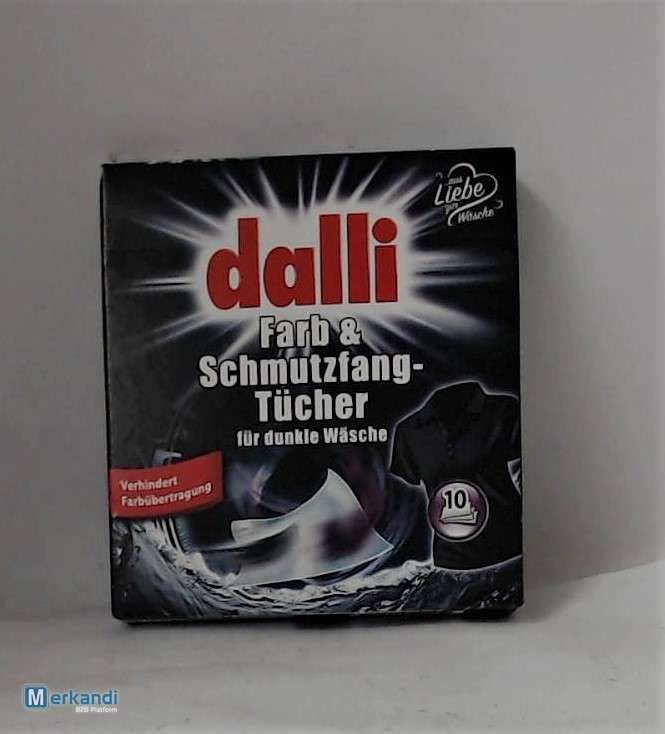 aus
Liebe
zur
Wäsche
dalli
Farb &
Schmutzfang-
Tücher
für dunkle Wäsche
Verhindert
Farbübertragung
10
Merkandi
B2B Platform